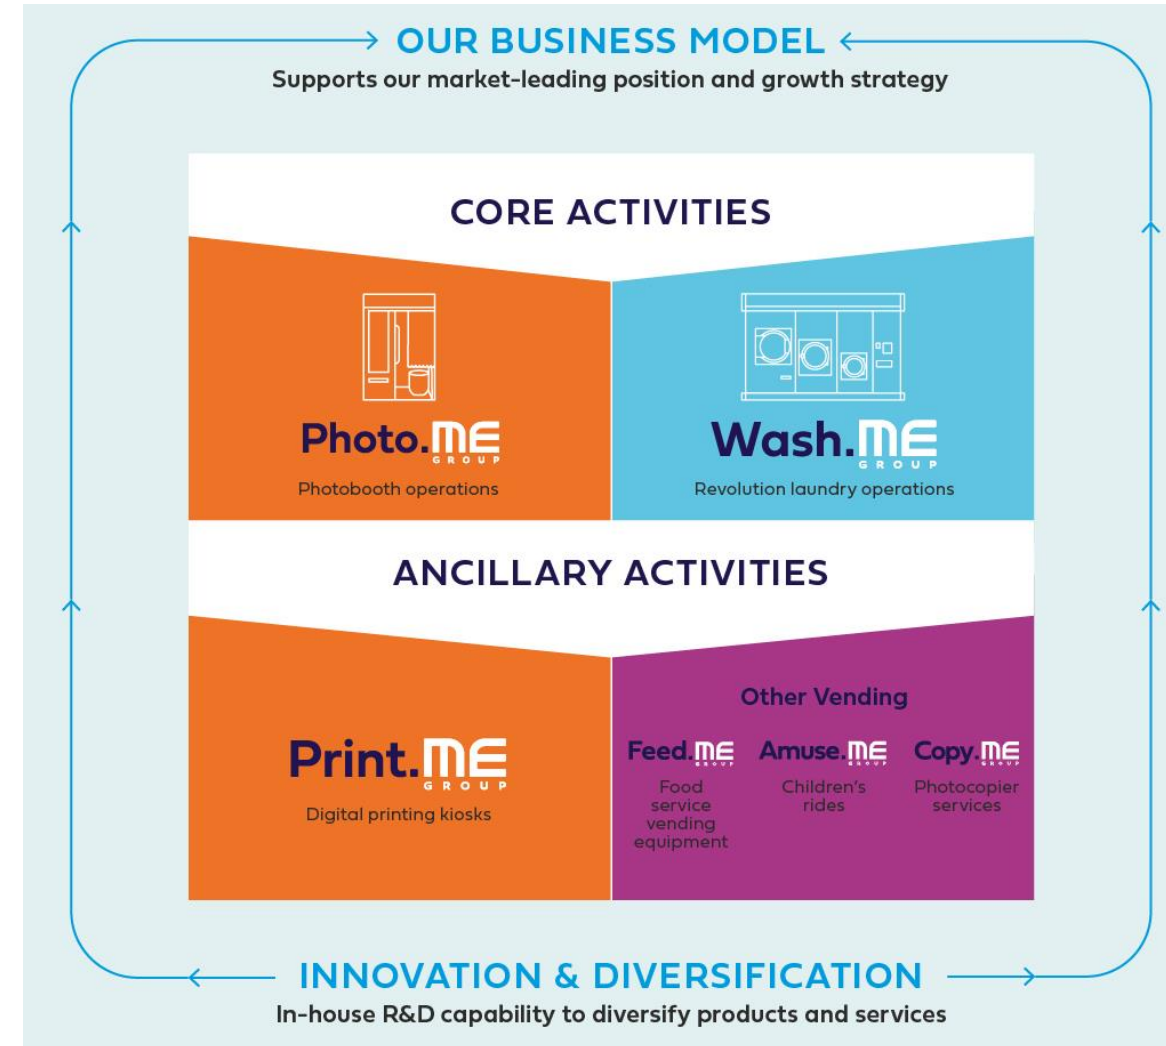 OUR BUSINESS MODEL
Supports our market-leading position and growth strategy
CORE ACTIVITIES
Photo.ME
GROUP
Photobooth operations
Wash.ME
GROUP
Revolution laundry operations
ANCILLARY ACTIVITIES
Print.ME
GROUP
Digital printing kiosks
Other Vending
Feed.ME
GROUP
Food
service
vending
equipment
Amuse.ME
GROUP
Children's
rides
Copy.ME
GROUP
Photocopier
services
INNOVATION & DIVERSIFICATION
In-house R&D capability to diversify products and services